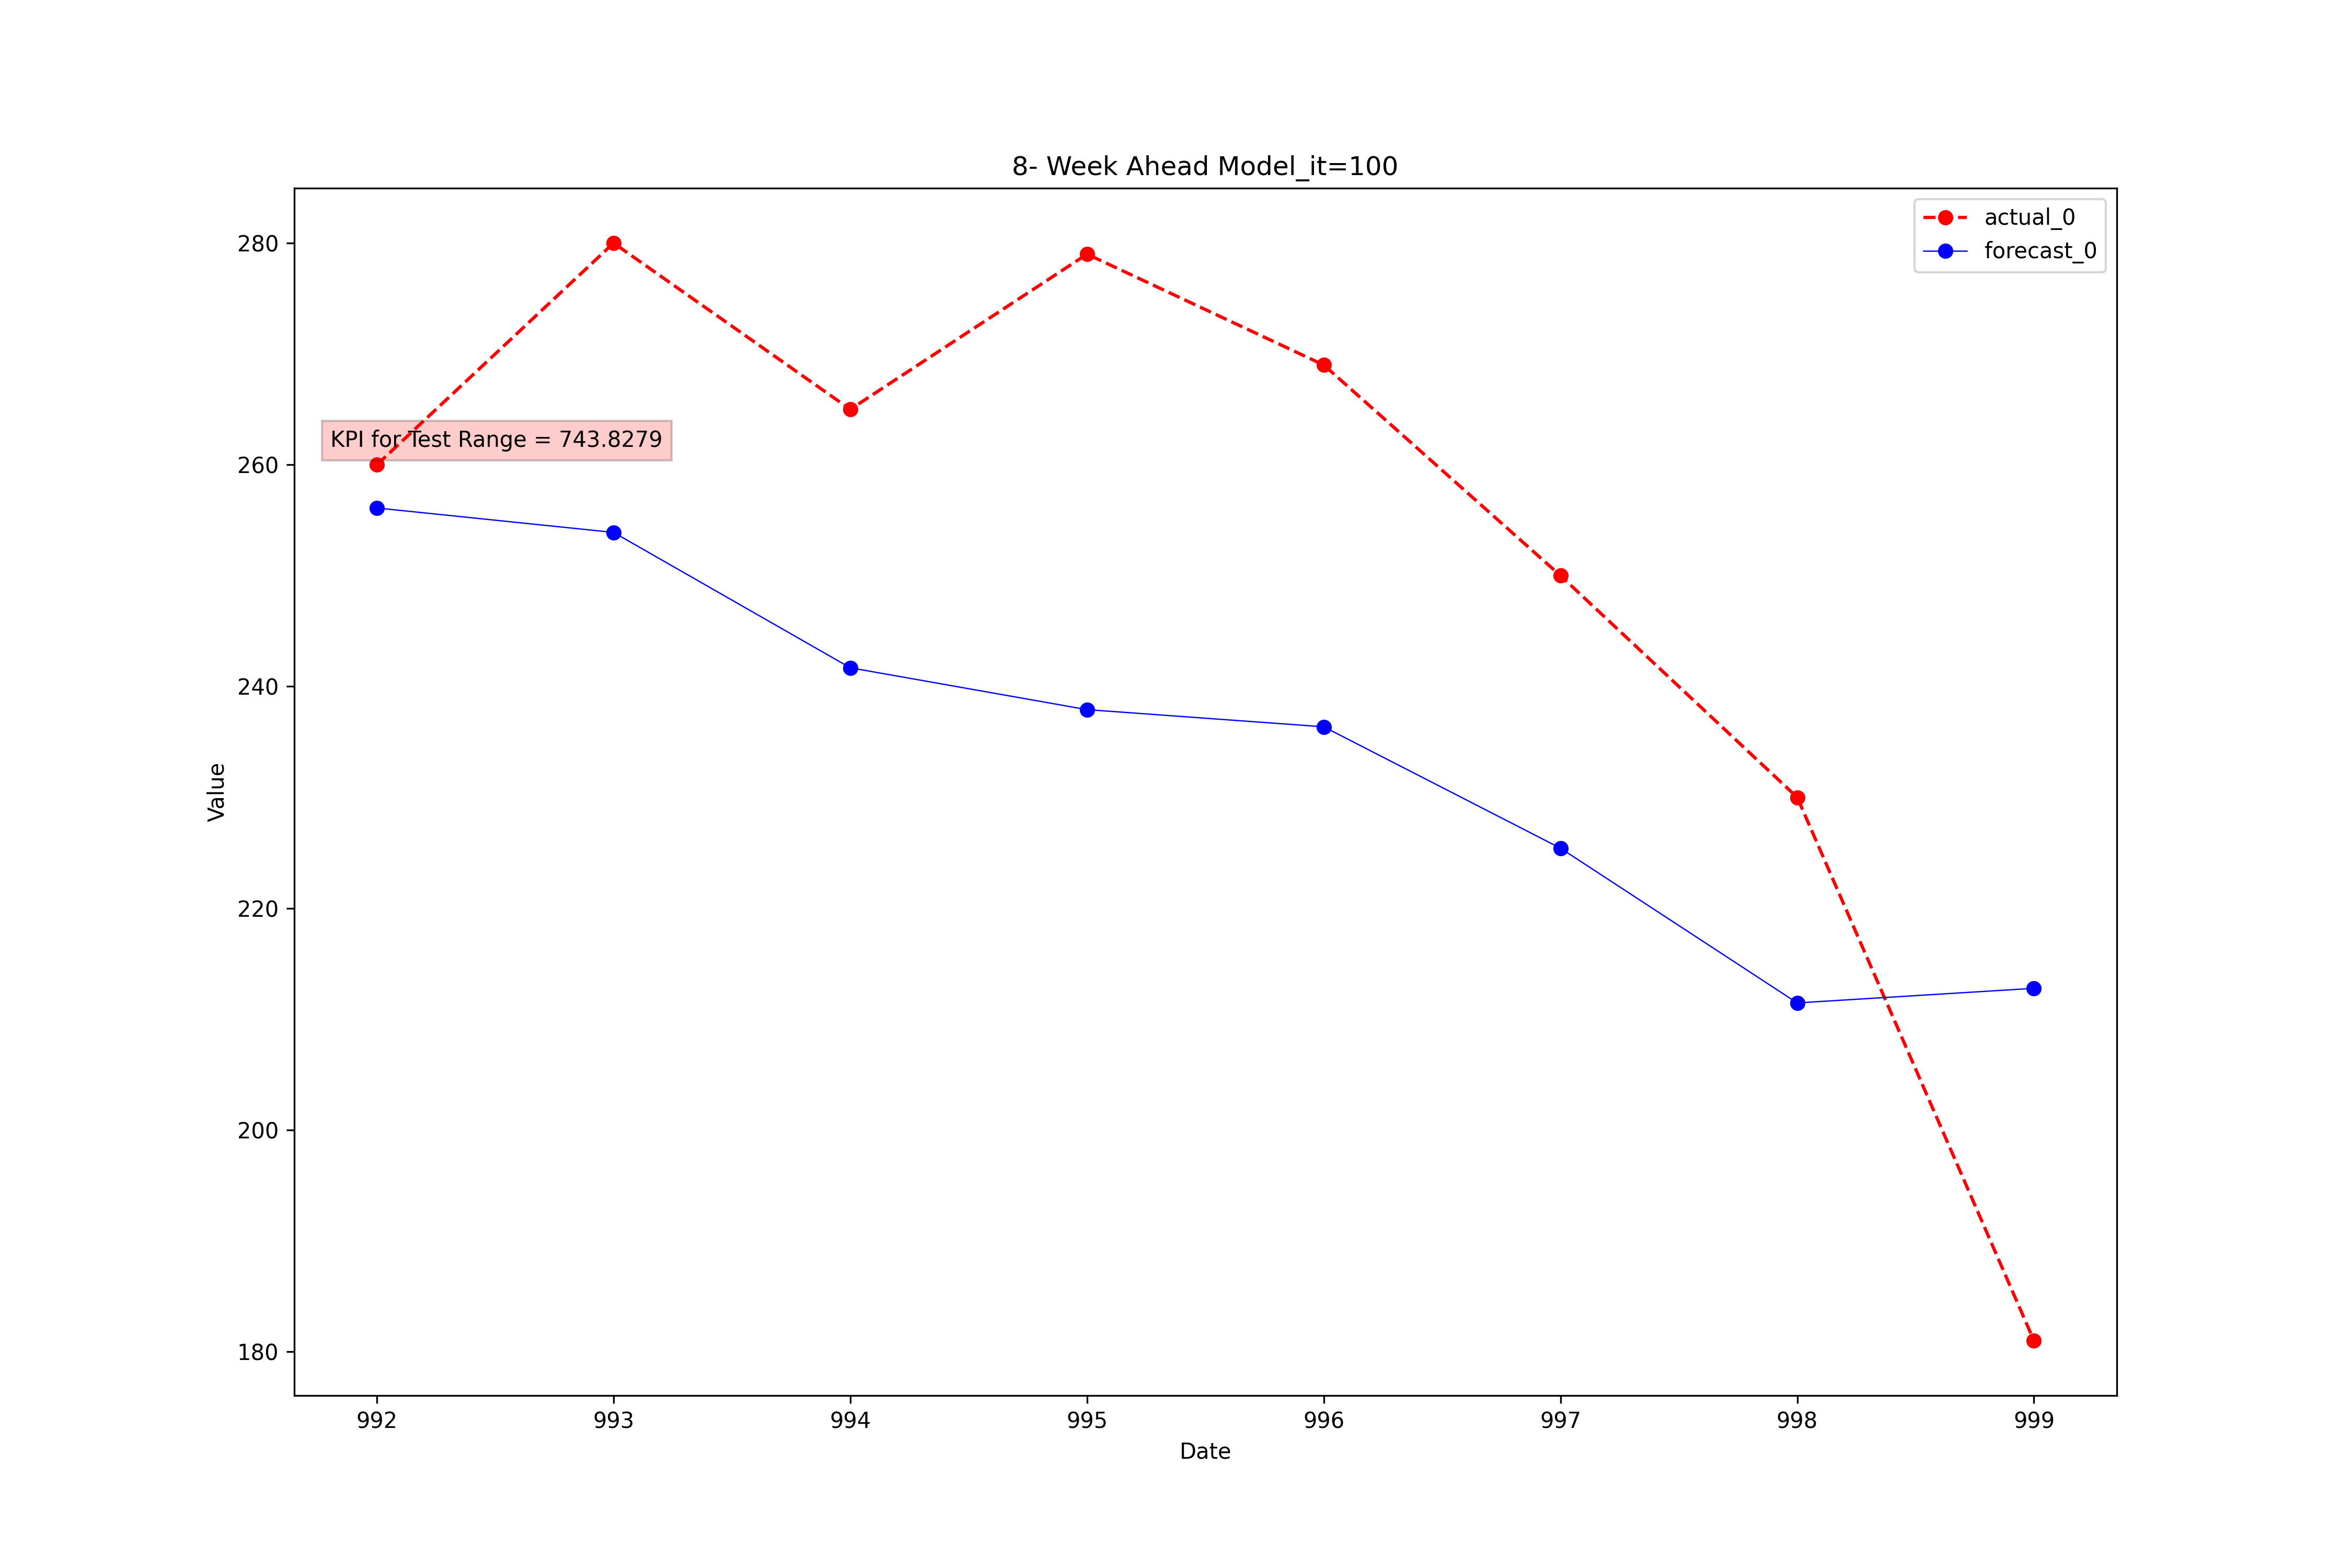 8- Week Ahead Model_it=100
actual_0
forecast_0
KPI for Test Range = 743.8279
280
260
240
220
200
180
Value
992 993 994 995 996 997 998 999
Date